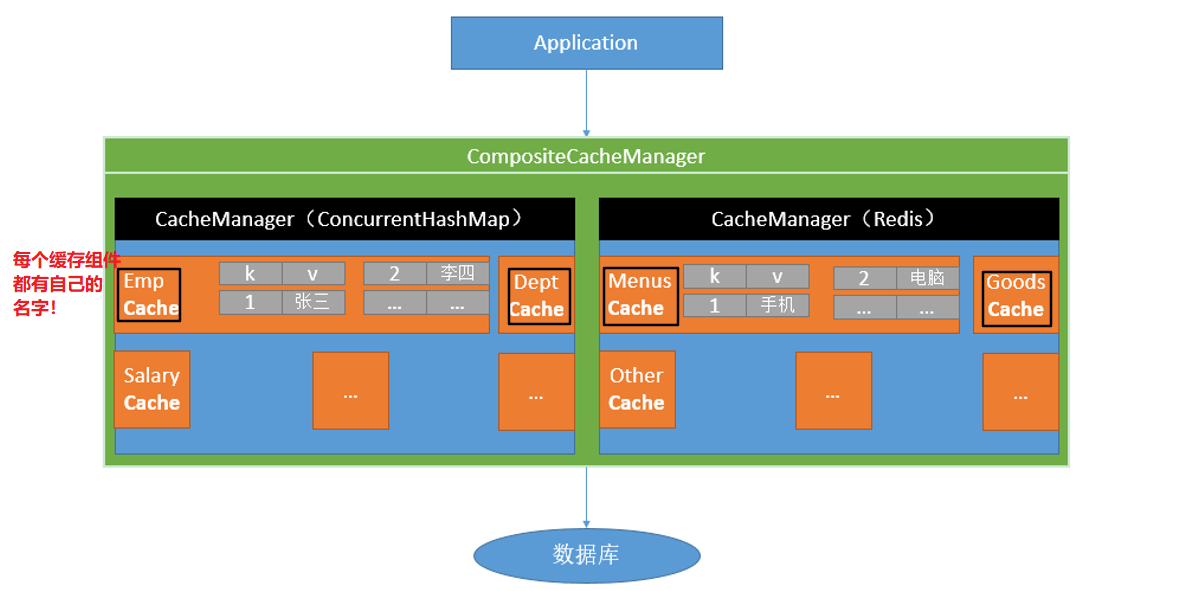 Application
CompositeCacheManager
CacheManager（ConcurrentHashMap）
CacheManager（Redis）
每个缓存组件
都有自己的
名字！
Emp
Cache
k v
1 张三
2 李四
... ...
Dept
Cache
Menus
Cache
k v
1 手机
2 电脑
... ...
Goods
Cache
Salary
Cache
...
...
Other
Cache
...
...
数据库